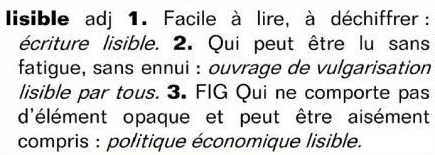 lisible adj 1. Facile à lire, à déchiffrer :
écriture lisible. 2. Qui peut être lu sans
fatigue, sans ennui : ouvrage de vulgarisation
lisible par tous. 3. FIG Qui ne comporte pas
d'élément opaque et peut être aisément
compris : politique économique lisible.